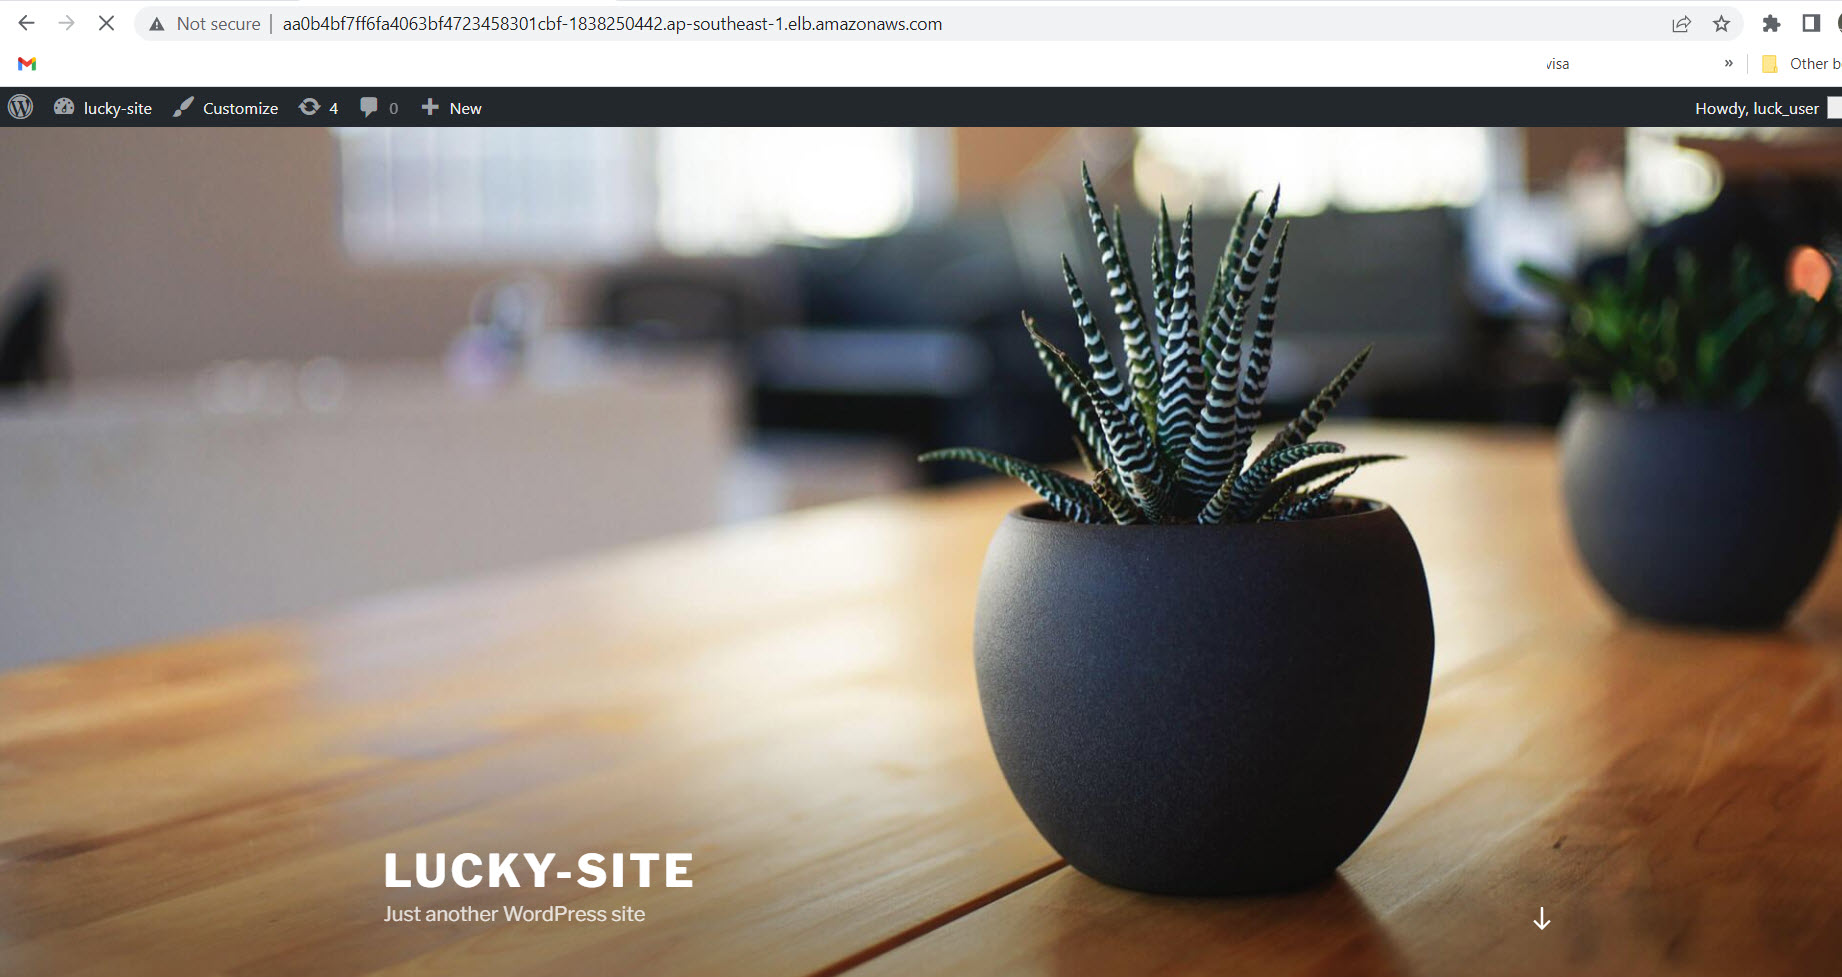 Not secure aa0b4bf7ff6fa4063bf4723458301cbf-1838250442.ap-southeast-1.elb.amazonaws.com
visa » Other b
lucky-site Customize 4 0 New Howdy, luck_user
LUCKY-SITE
Just another WordPress site